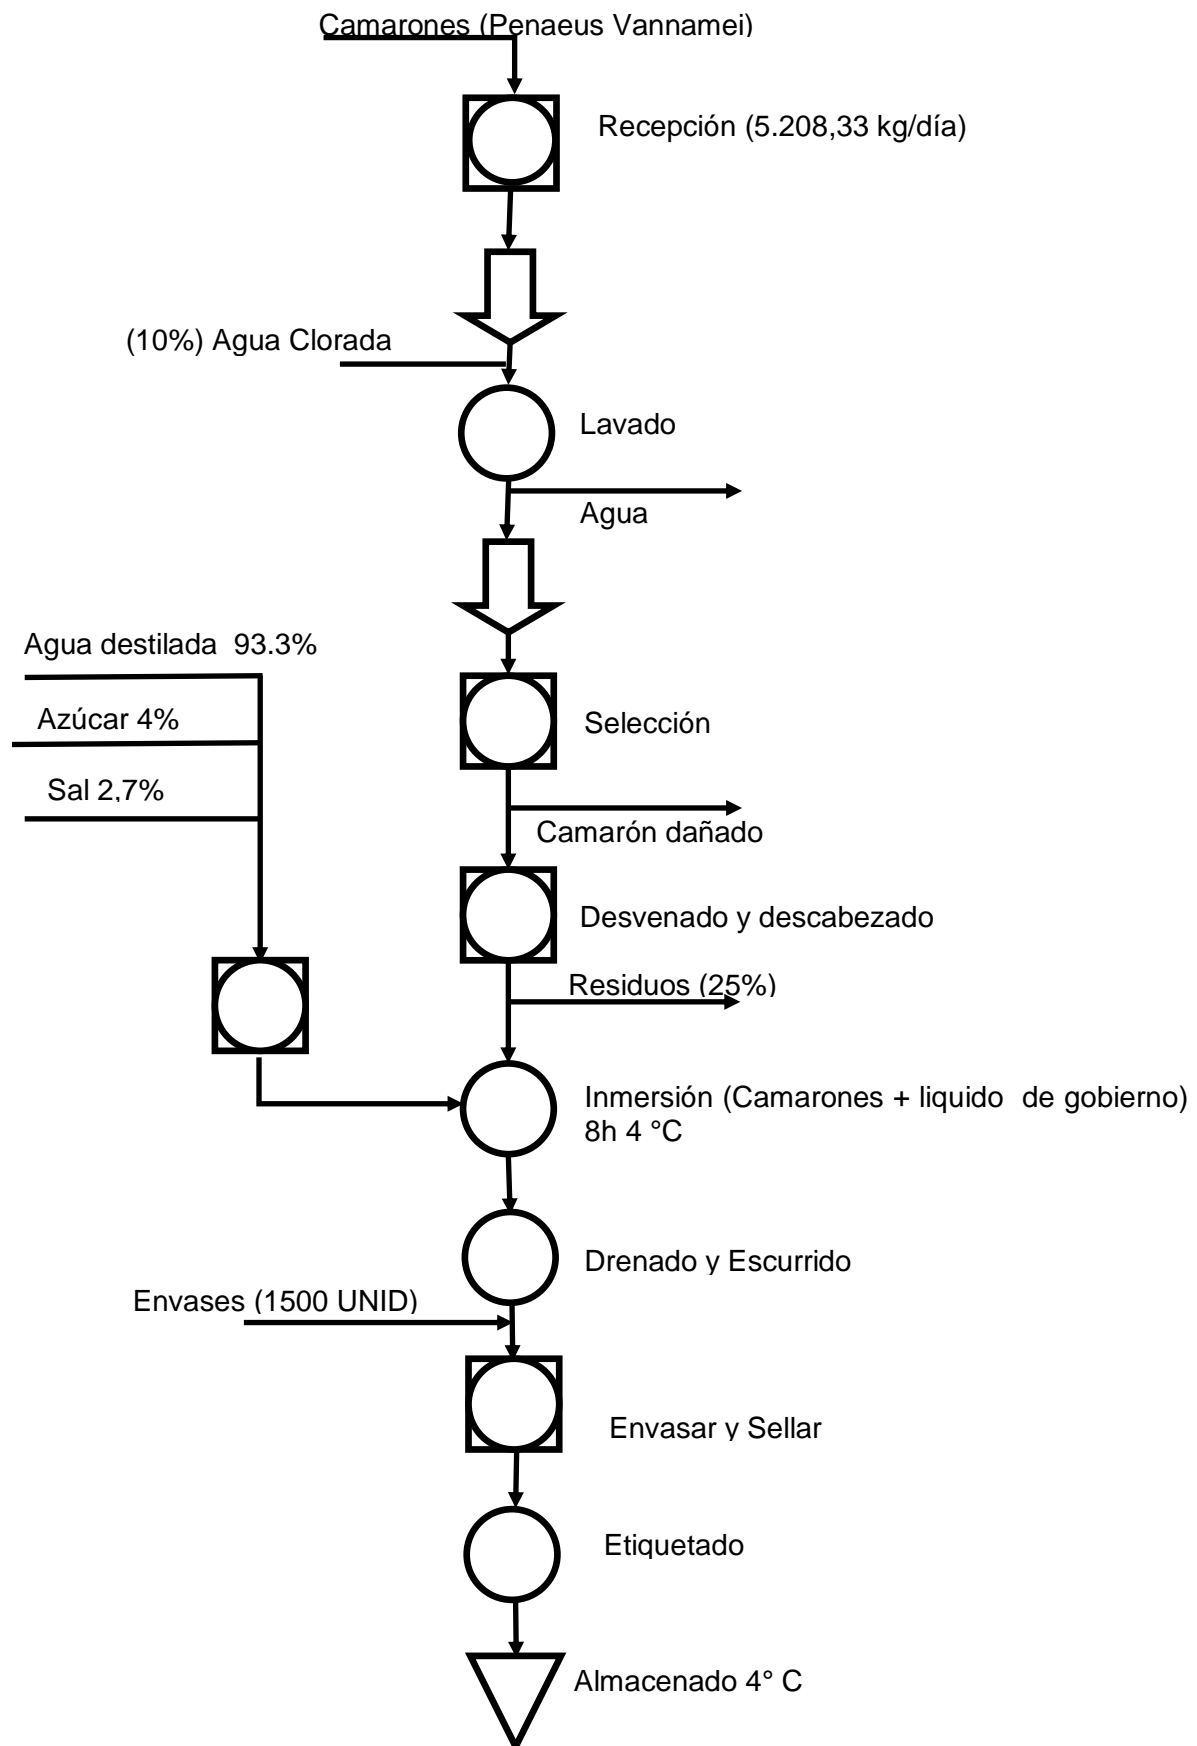 Camarones (Penaeus Vannamei)
Recepción (5.208,33 kg/día)
(10%) Agua Clorada
Lavado
Agua
Agua destilada  93.3%
Azúcar 4%
Sal 2,7%
Selección
Camarón dañado
Desvenado y descabezado
Residuos (25%)
Inmersión (Camarones + liquido  de gobierno)
8h 4 °C
Drenado y Escurrido
Envases (1500 UNID)
Envasar y Sellar
Etiquetado
Almacenado 4° C